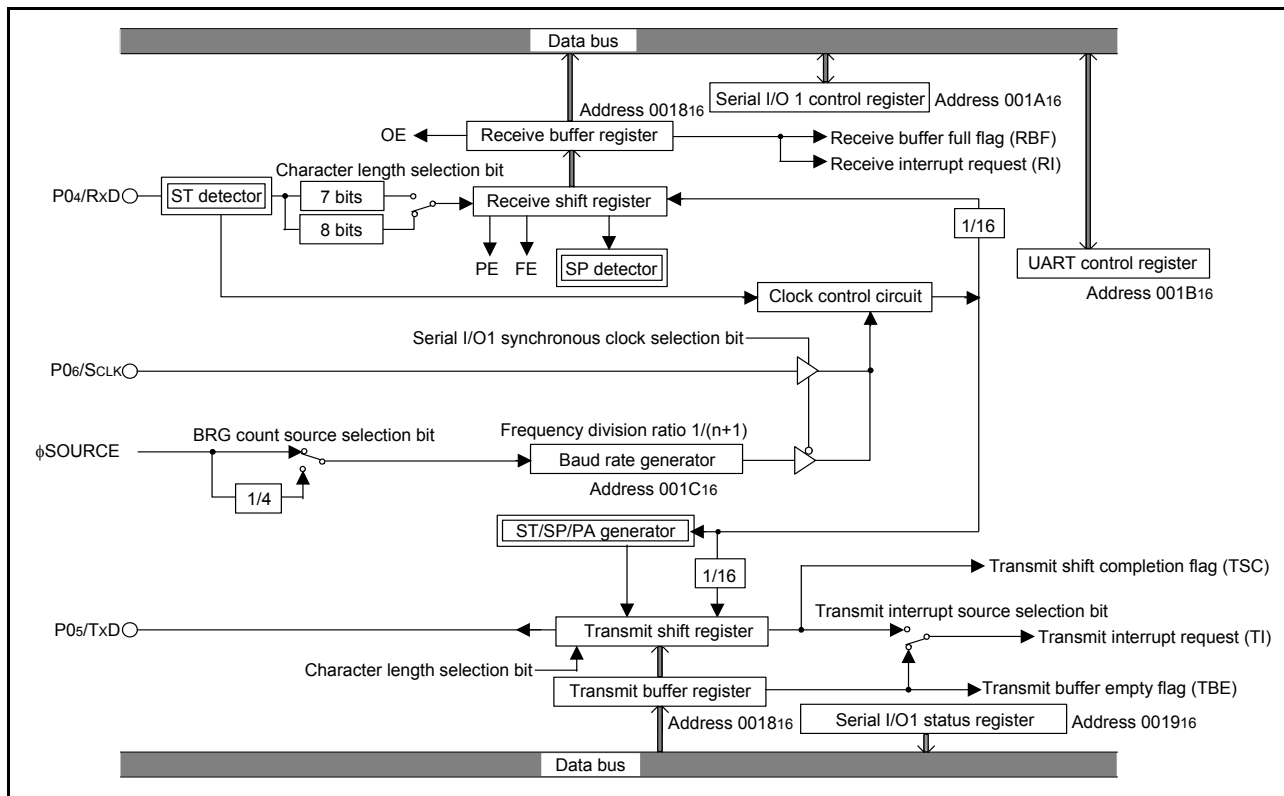 Data bus
Serial I/O 1 control register Address 001A16
Address 001816
OE Receive buffer register Receive buffer full flag (RBF)
Receive interrupt request (RI)
Character length selection bit
P04/RxD ST detector 7 bits Receive shift register
8 bits 1/16
PE FE SP detector UART control register
Address 001B16
Clock control circuit
Serial I/O1 synchronous clock selection bit
P06/SCLK
BRG count source selection bit Frequency division ratio 1/(n+1)
φSOURCE Baud rate generator
1/4 Address 001C16
ST/SP/PA generator
1/16 Transmit shift completion flag (TSC)
Transmit interrupt source selection bit
P05/TxD Transmit shift register Transmit interrupt request (TI)
Character length selection bit
Transmit buffer register Transmit buffer empty flag (TBE)
Address 001816 Serial I/O1 status register Address 001916
Data bus